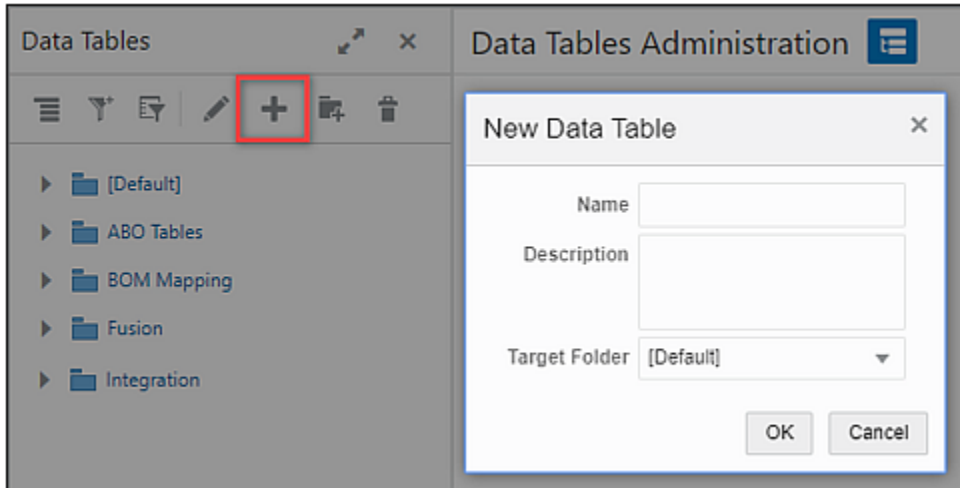 Data Tables
Data Tables Administration
[Default]
ABO Tables
BOM Mapping
Fusion
Integration
New Data Table
Name
Description
Target Folder [Default]
OK Cancel